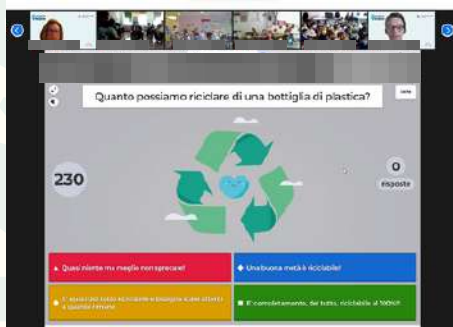 Quanto possiamo riciclare di una bottiglia di plastica?
230
0
risposte
Quasi niente ma meglio non sprecare!
Una buona metà è riciclabile!
E' completamente, del tutto, riciclabile al 100%!!